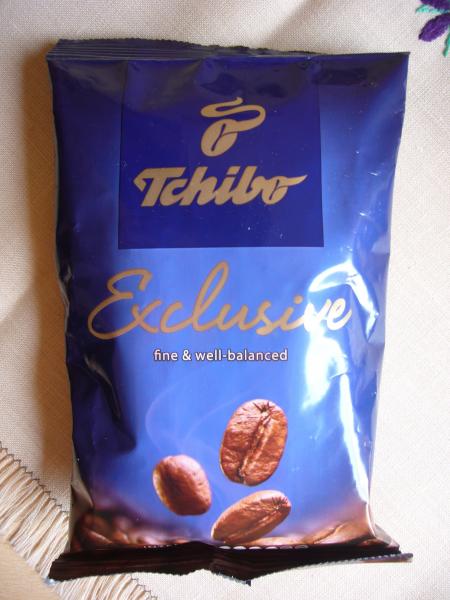 Tchibo
Exclusive
fine & well-balanced